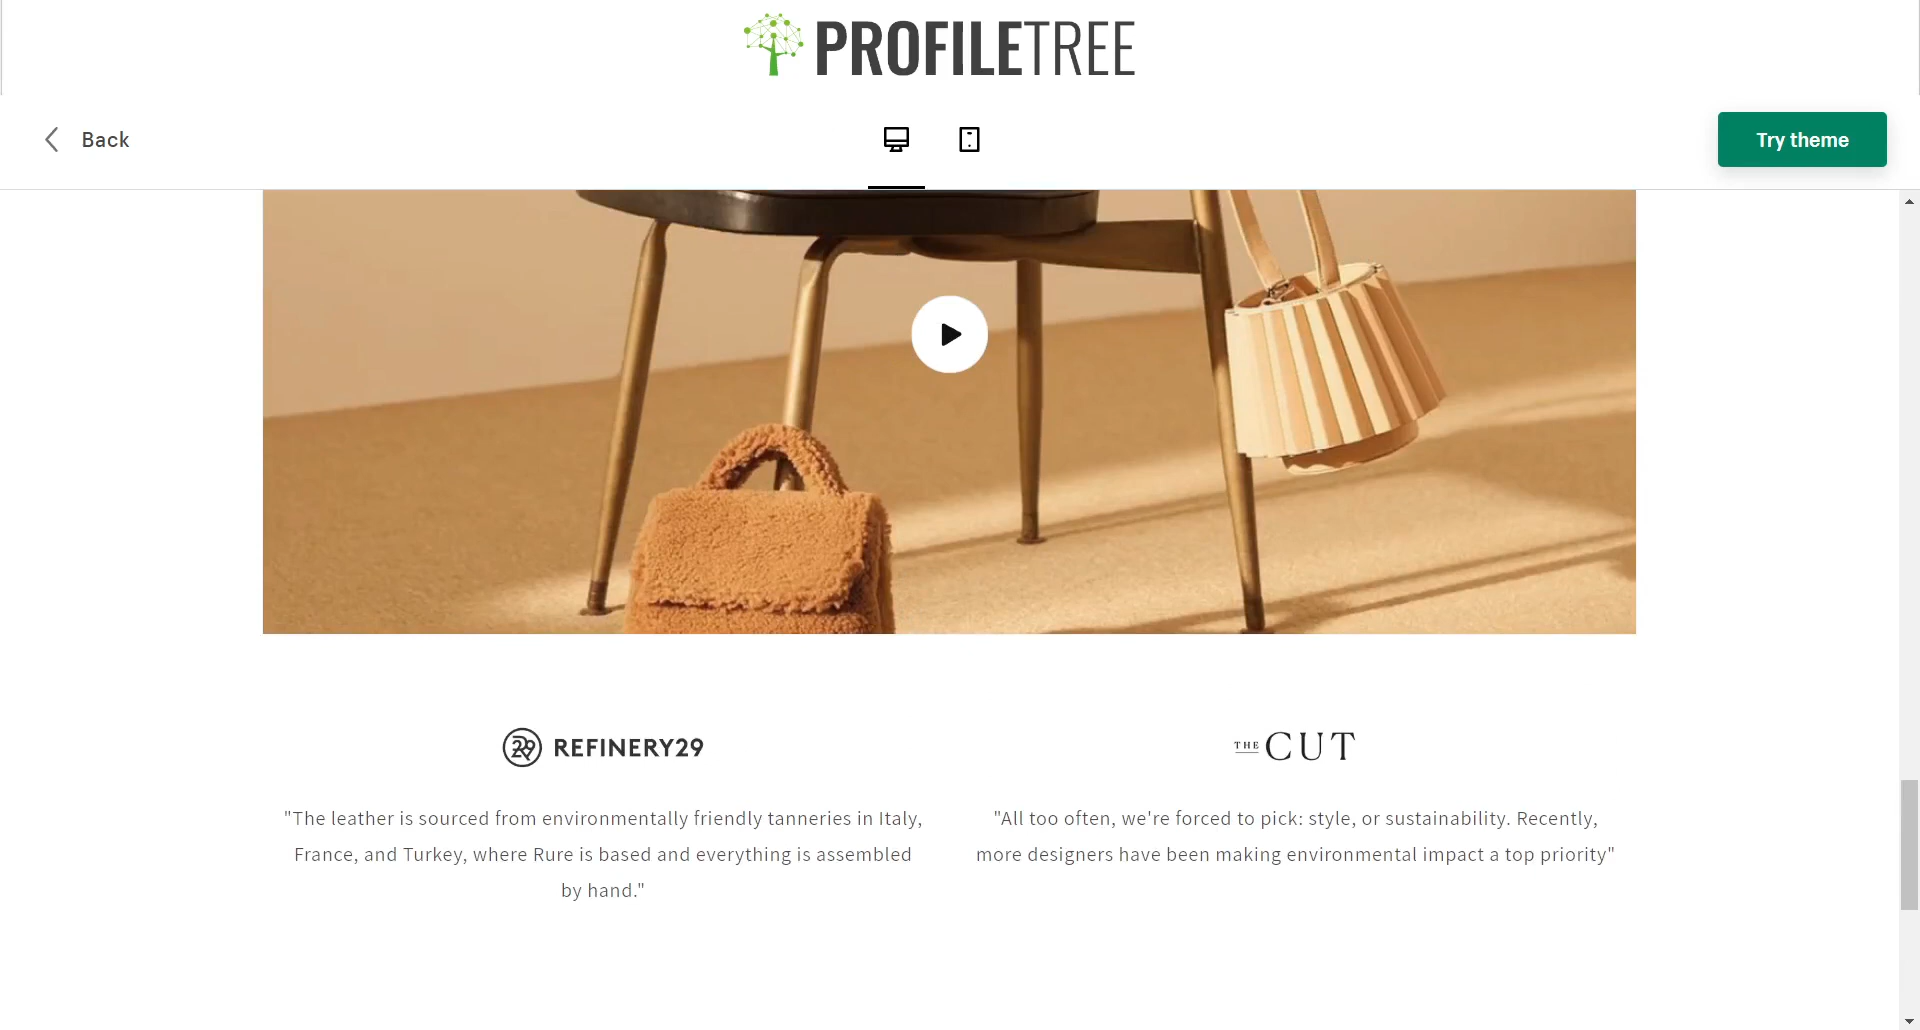 PROFILETREE
Back
Try theme
29 REFINERY29
THE CUT
"The leather is sourced from environmentally friendly tanneries in Italy,
France, and Turkey, where Rure is based and everything is assembled
by hand."
"All too often, we're forced to pick: style, or sustainability. Recently,
more designers have been making environmental impact a top priority"